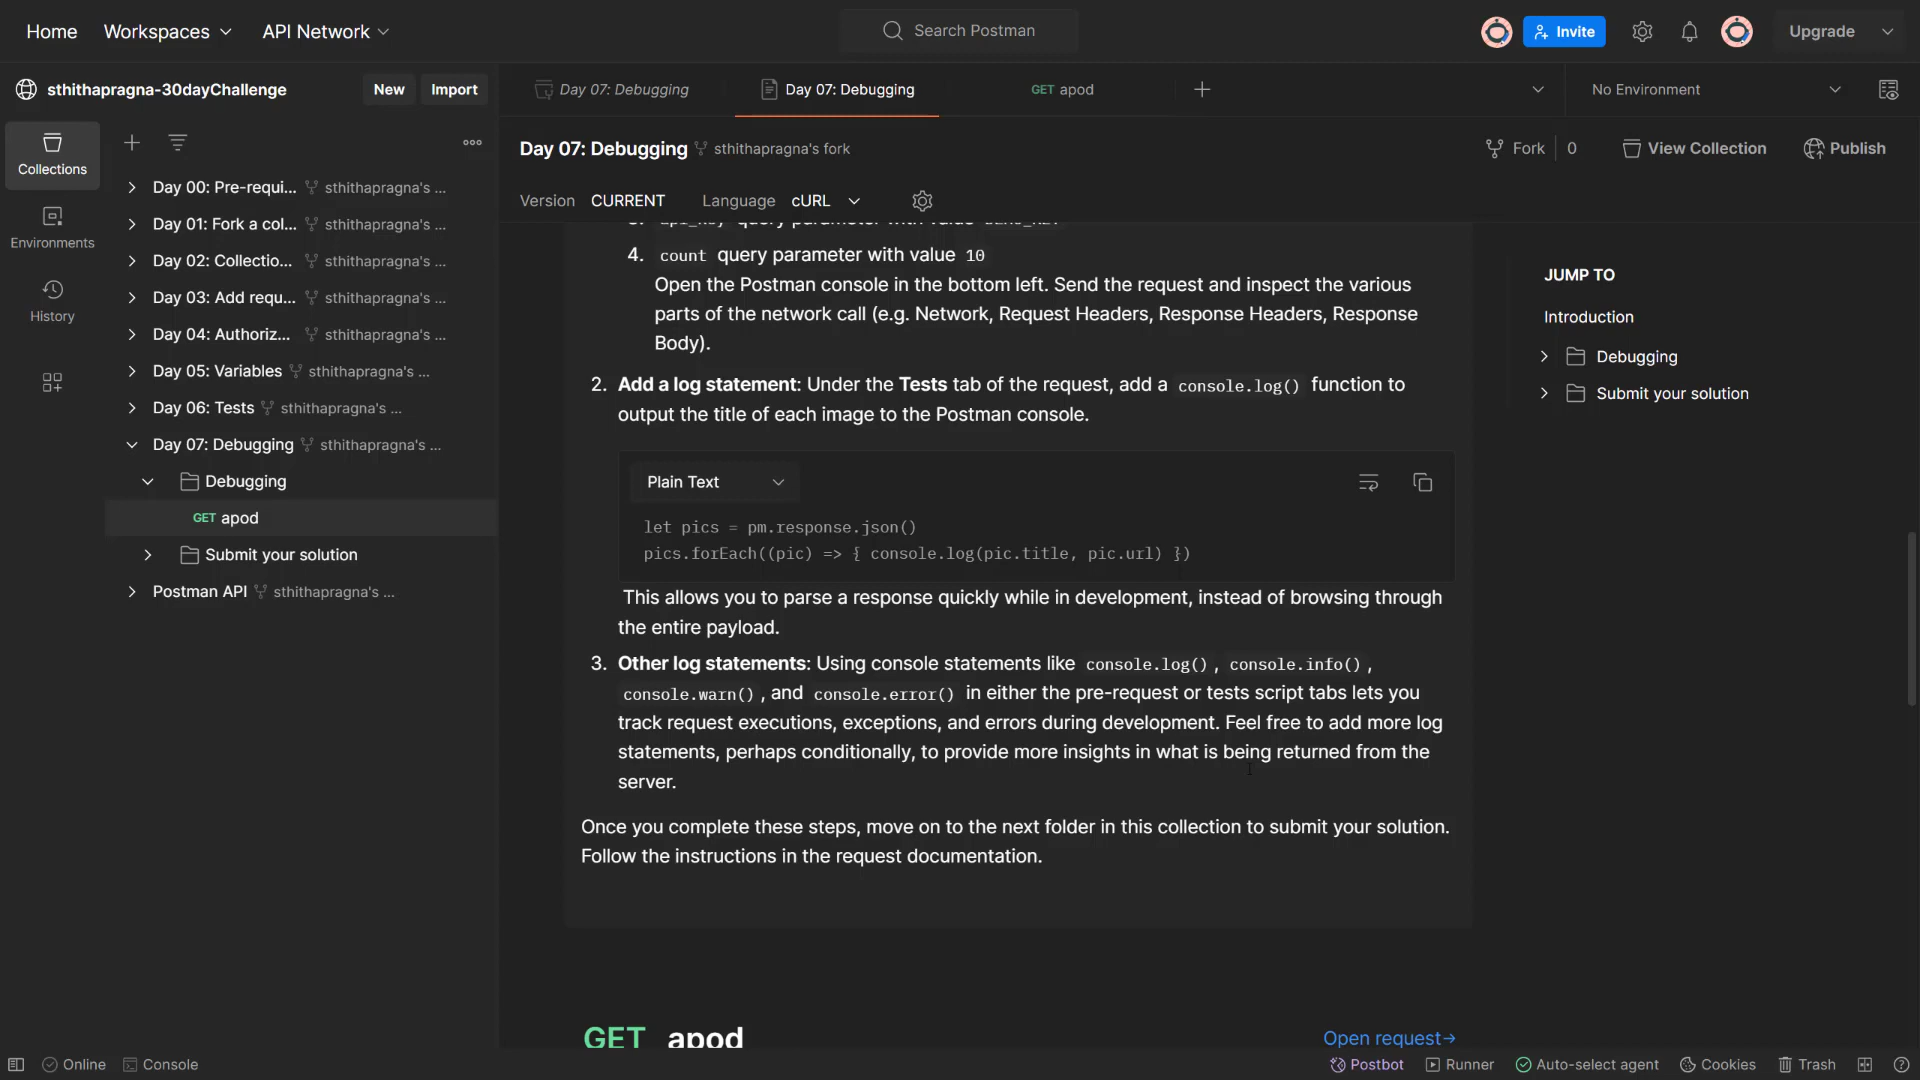 Home Workspaces API Network Search Postman Invite Upgrade
sthithapragna-30dayChallenge New Import Day 07: Debugging Day 07: Debugging GET apod No Environment
Collections
Environments
History
Day 00: Pre-requi... sthithapragna's ...
Day 01: Fork a col... sthithapragna's ...
Day 02: Collectio... sthithapragna's ...
Day 03: Add requ... sthithapragna's ...
Day 04: Authoriz... sthithapragna's ...
Day 05: Variables sthithapragna's ...
Day 06: Tests sthithapragna's ...
Day 07: Debugging sthithapragna's ...
Debugging
GET apod
Submit your solution
Postman API sthithapragna's ...
Day 07: Debugging sthithapragna's fork Fork 0 View Collection Publish
Version CURRENT Language cURL
query parameter with value
4. count query parameter with value 10
Open the Postman console in the bottom left. Send the request and inspect the various
parts of the network call (e.g. Network, Request Headers, Response Headers, Response
Body).
2. Add a log statement: Under the Tests tab of the request, add a console.log() function to
output the title of each image to the Postman console.
Plain Text
let pics = pm.response.json()
pics.forEach((pic) => { console.log(pic.title, pic.url) })
This allows you to parse a response quickly while in development, instead of browsing through
the entire payload.
3. Other log statements: Using console statements like console.log() , console.info() ,
console.warn() , and console.error() in either the pre-request or tests script tabs lets you
track request executions, exceptions, and errors during development. Feel free to add more log
statements, perhaps conditionally, to provide more insights in what is being returned from the
server.
Once you complete these steps, move on to the next folder in this collection to submit your solution.
Follow the instructions in the request documentation.
GET apod Open request→
JUMP TO
Introduction
Debugging
Submit your solution
Online Console Postbot Runner Auto-select agent Cookies Trash